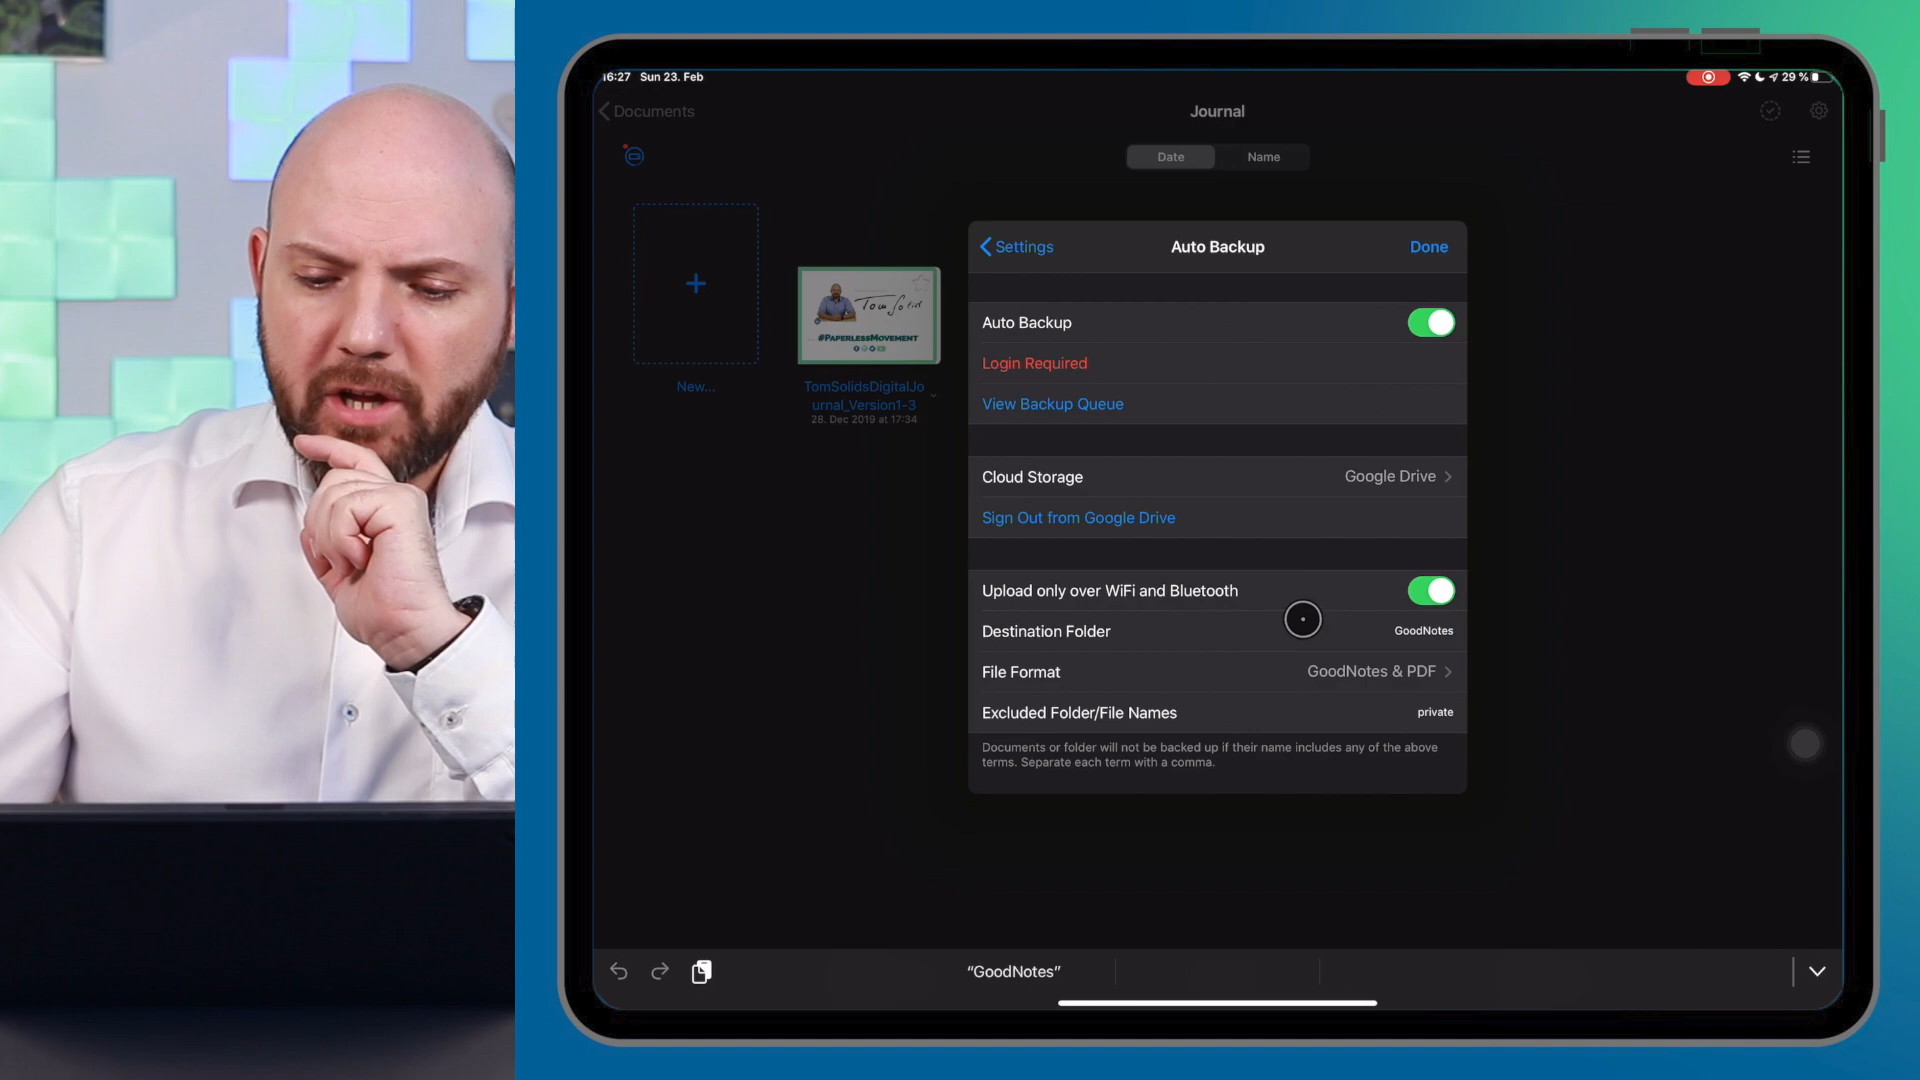 16:27 Sun 23. Feb
29 %
Documents
Journal
Date
Name
New...
Tom Solid
#PAPERLESSMOVEMENT
TomSolidsDigitalJo
urnal_Version1-3
28. Dec 2019 at 17:34
Settings
Auto Backup
Done
Auto Backup
Login Required
View Backup Queue
Cloud Storage
Google Drive
Sign Out from Google Drive
Upload only over WiFi and Bluetooth
Destination Folder
GoodNotes
File Format
GoodNotes & PDF
Excluded Folder/File Names
private
Documents or folder will not be backed up if their name includes any of the above
terms. Separate each term with a comma.
“GoodNotes”